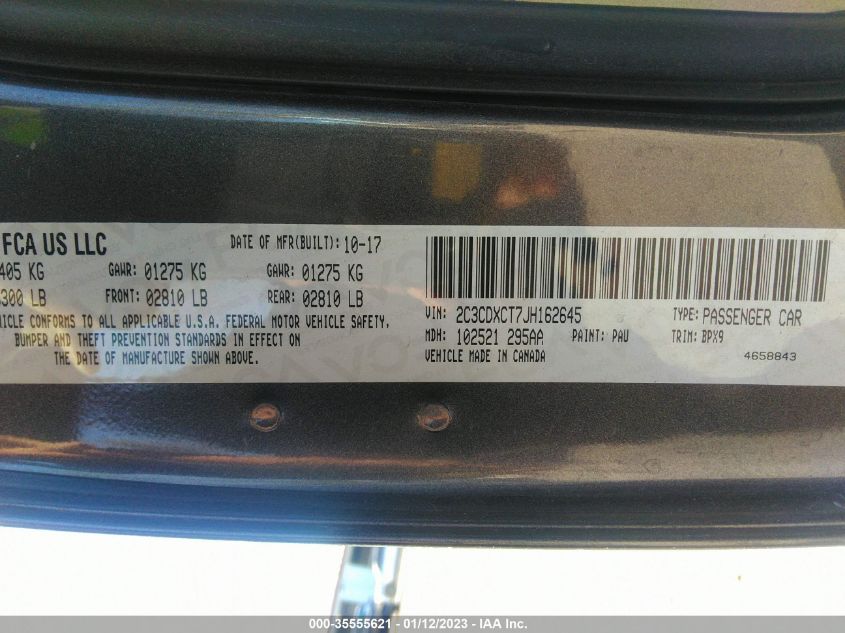 FCA US LLC DATE OF MFR(BUILT): 10-17
405 KG GAWR: 01275 KG GAWR: 01275 KG
300 LB FRONT: 02810 LB REAR: 02810 LB
HICLE CONFORMS TO ALL APPLICABLE U.S.A. FEDERAL MOTOR VEHICLE SAFETY,
BUMPER AND THEFT PREVENTION STANDARDS IN EFFECT ON
THE DATE OF MANUFACTURE SHOWN ABOVE.
VIN: 2C3CDXCT7JH162645 TYPE: PASSENGER CAR
MDH: 102521 295AA PAINT: PAU TRIM: BPX9
VEHICLE MADE IN CANADA 4658843
000-35555621 - 01/12/2023 - IAA Inc.